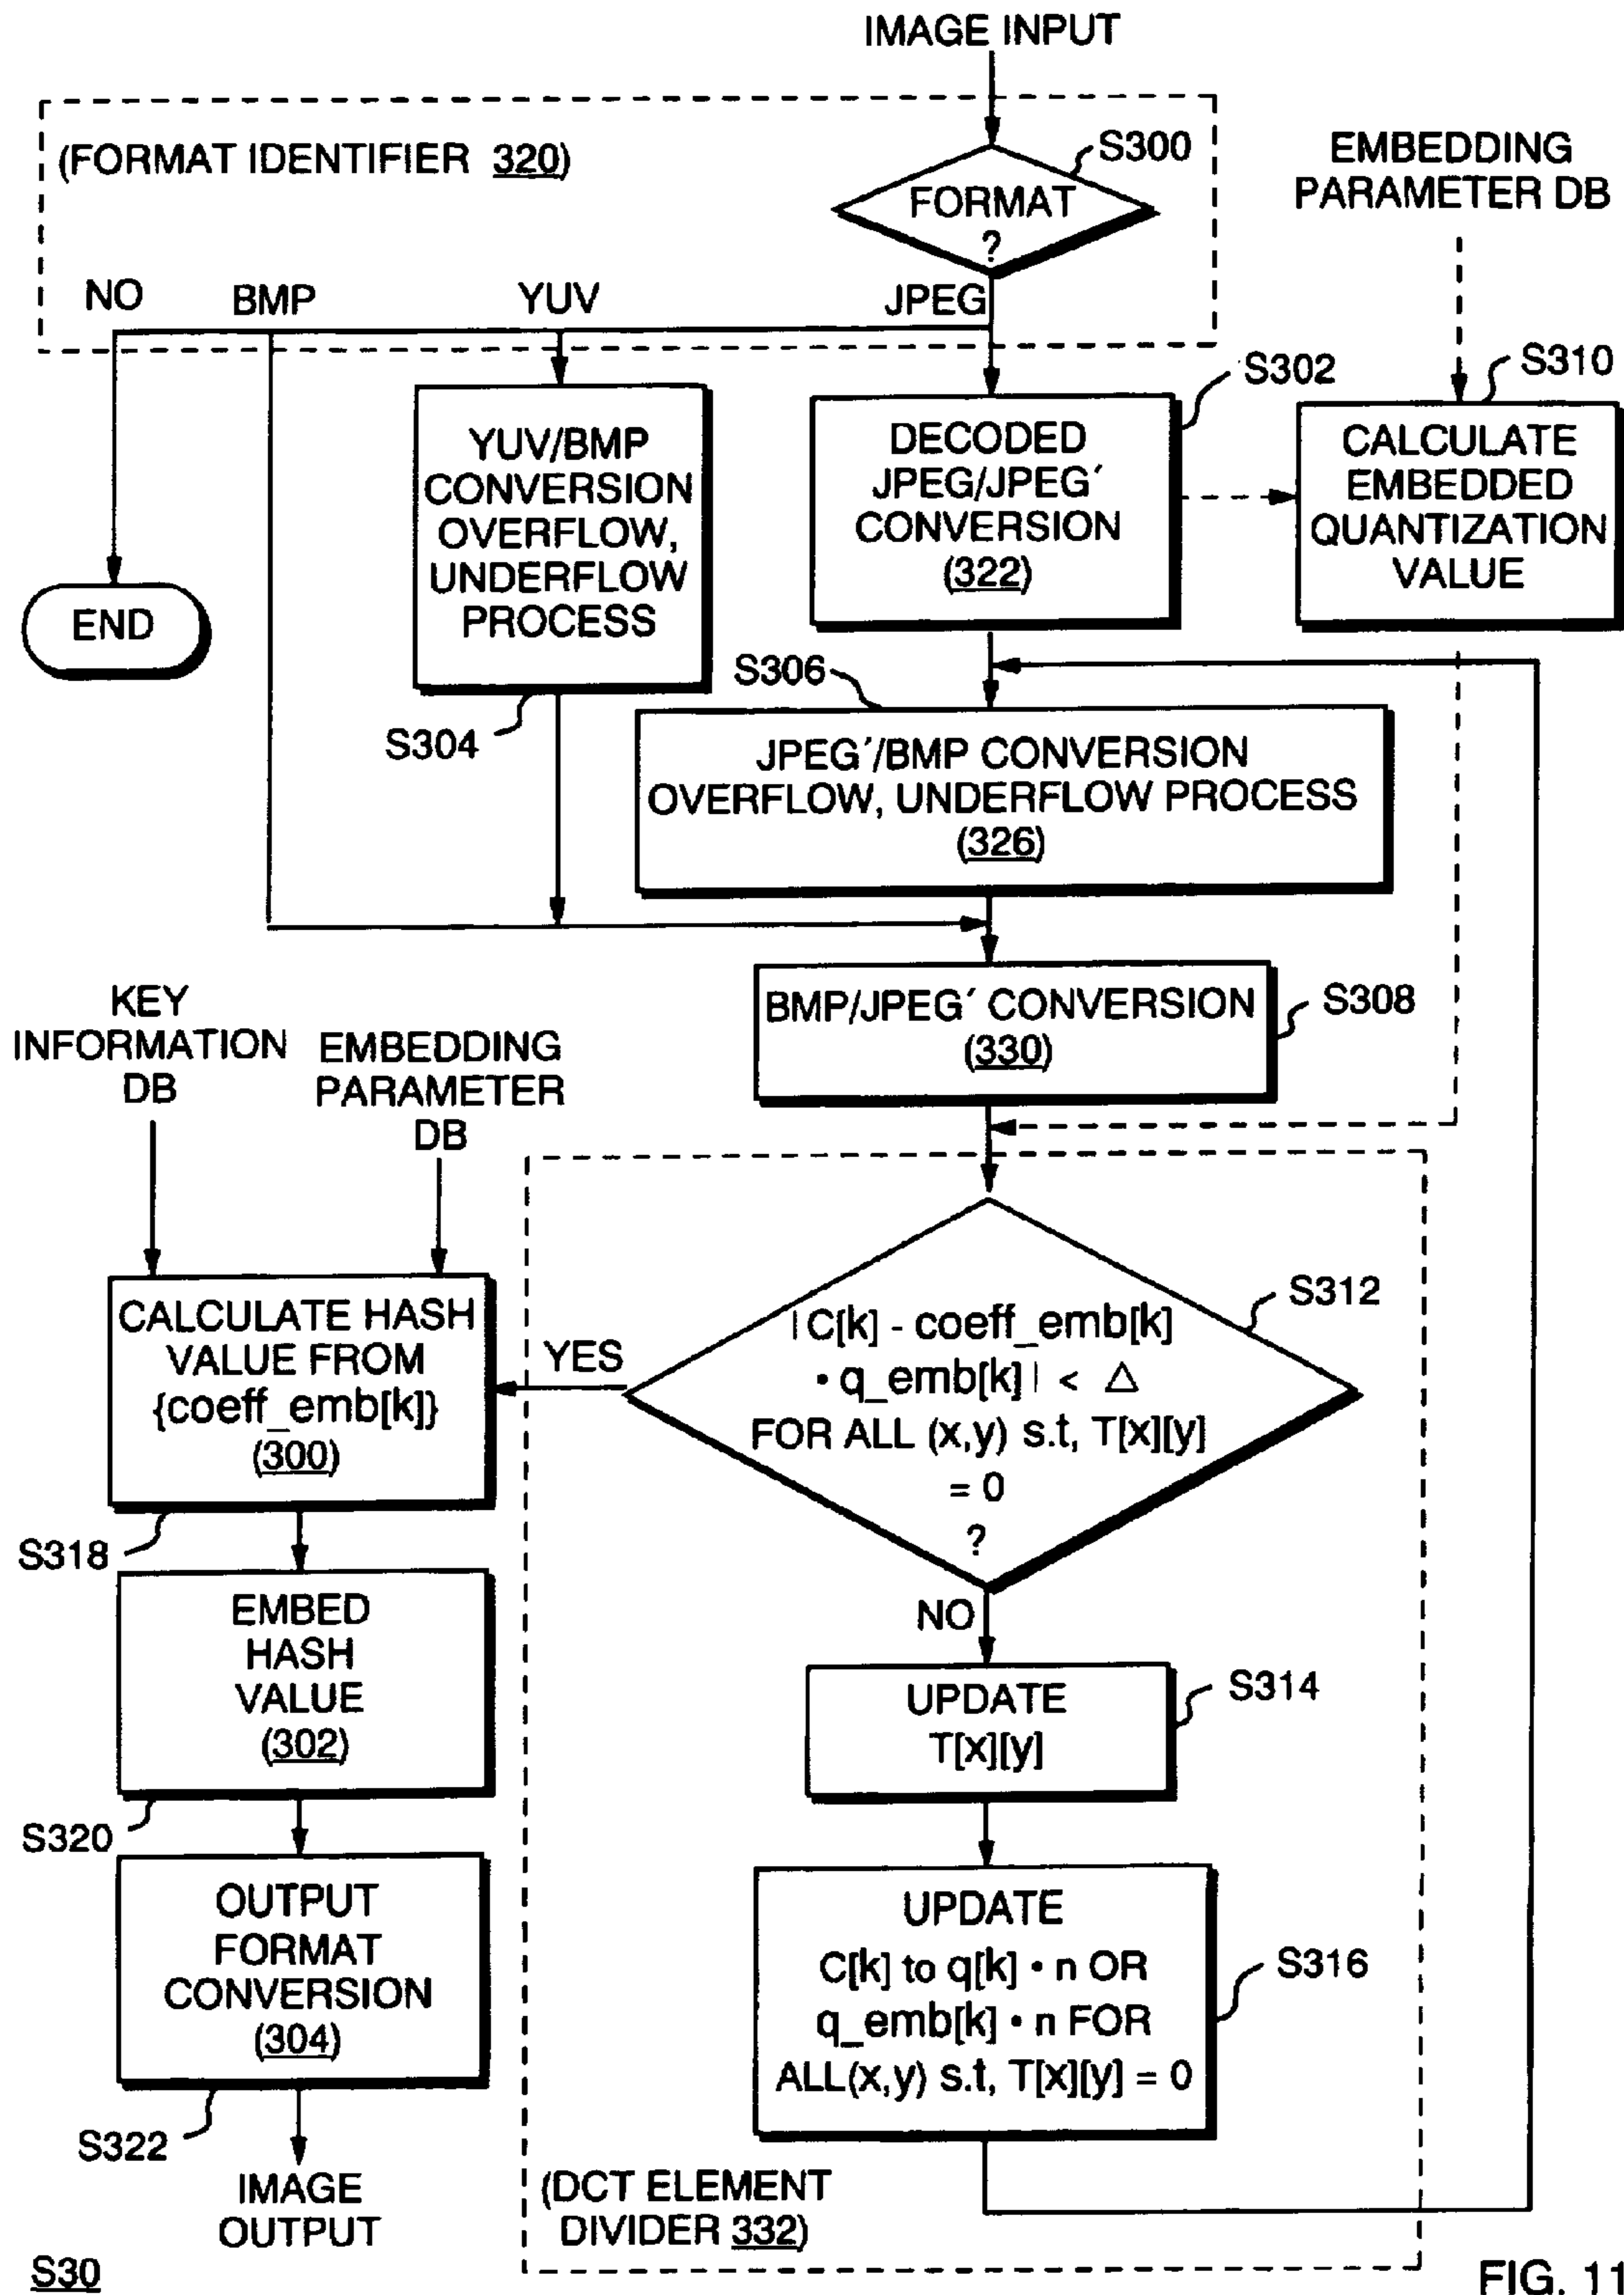 IMAGE INPUT
(FORMAT IDENTIFIER 320)
S300
FORMAT
?
EMBEDDING
PARAMETER DB
NO
BMP
YUV
JPEG
S302
S310
YUV/BMP
CONVERSION
OVERFLOW,
UNDERFLOW
PROCESS
DECODED
JPEG/JPEG′
CONVERSION
(322)
CALCULATE
EMBEDDED
QUANTIZATION
VALUE
END
S304
S306
JPEG′/BMP CONVERSION
OVERFLOW, UNDERFLOW PROCESS
(326)
BMP/JPEG′ CONVERSION
(330)
S308
KEY
INFORMATION
DB
EMBEDDING
PARAMETER
DB
CALCULATE HASH
VALUE FROM
{coeff_emb[k]}
(300)
YES
S312
| C[k] - coeff_emb[k]
• q_emb[k] | < △
FOR ALL (x,y) s.t, T[x][y]
= 0
?
S318
EMBED
HASH
VALUE
(302)
NO
UPDATE
T[x][y]
S314
S320
OUTPUT
FORMAT
CONVERSION
(304)
UPDATE
C[k] to q[k] • n OR
q_emb[k] • n FOR
ALL(x,y) s.t, T[x][y] = 0
S316
S322
IMAGE
OUTPUT
(DCT ELEMENT
DIVIDER 332)
S30
FIG. 11